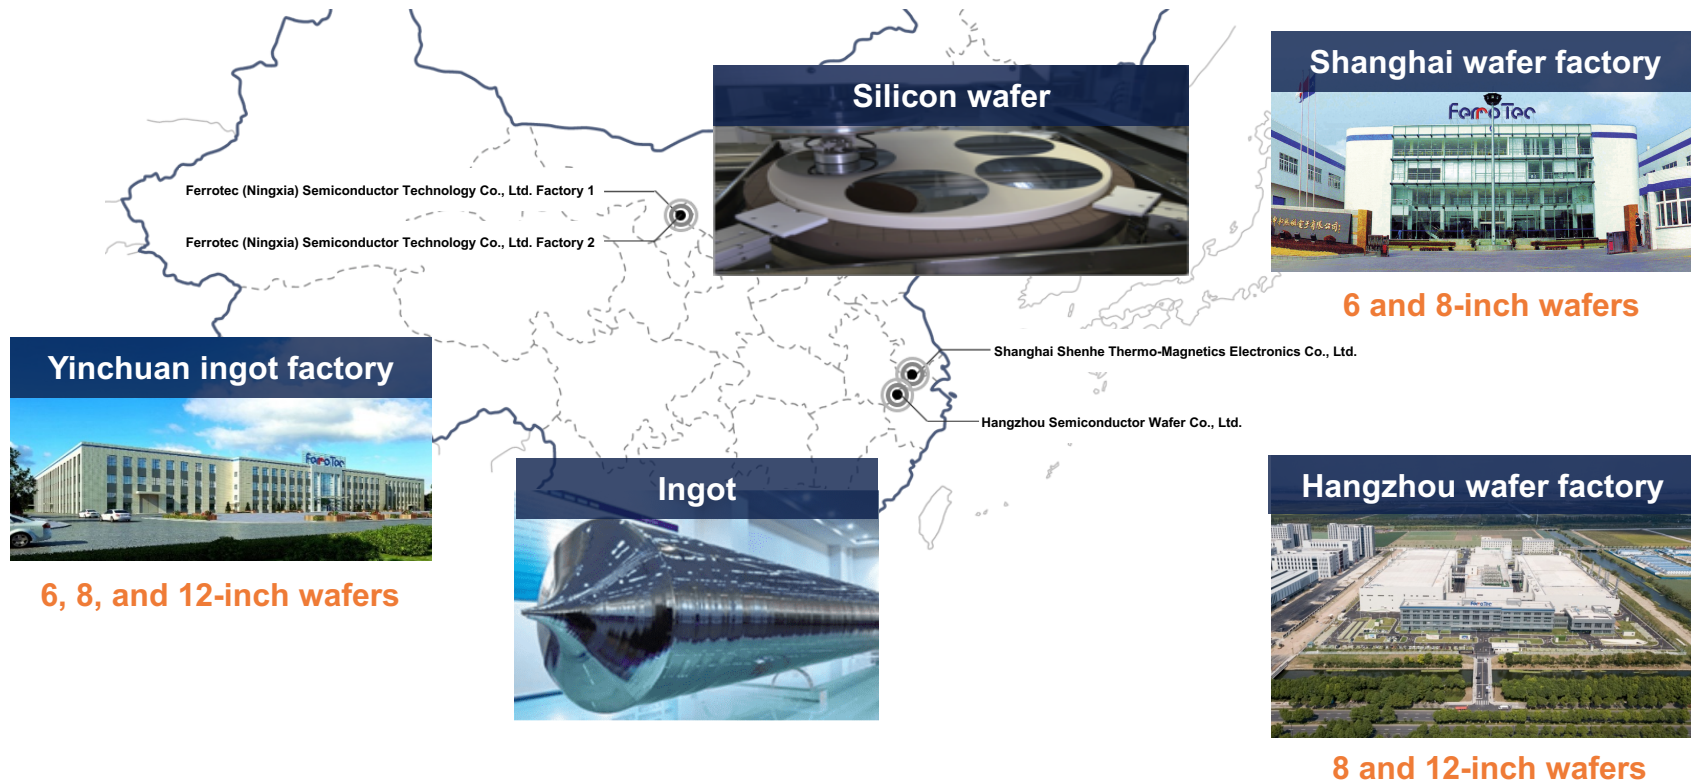 Silicon wafer
Shanghai wafer factory
FerroTec
6 and 8-inch wafers
Ferrotec (Ningxia) Semiconductor Technology Co., Ltd. Factory 1
Ferrotec (Ningxia) Semiconductor Technology Co., Ltd. Factory 2
Shanghai Shenhe Thermo-Magnetics Electronics Co., Ltd.
Hangzhou Semiconductor Wafer Co., Ltd.
Yinchuan ingot factory
FerroTec
6, 8, and 12-inch wafers
Ingot
Hangzhou wafer factory
FerroTec
8 and 12-inch wafers